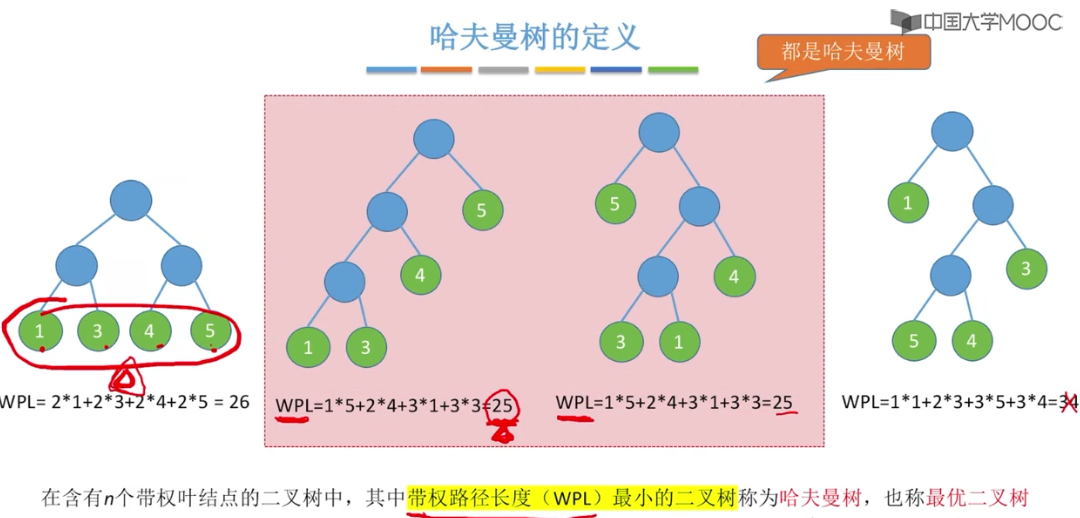 中国大学MOOC
哈夫曼树的定义
都是哈夫曼树
5
5
1
4
4
3
1
3
4
5
1
3
3
1
5
4
WPL= 2*1+2*3+2*4+2*5 = 26
WPL=1*5+2*4+3*1+3*3=25
WPL=1*5+2*4+3*1+3*3=25
WPL=1*1+2*3+3*5+3*4=34
在含有n个带权叶结点的二叉树中，其中带权路径长度（WPL）最小的二叉树称为哈夫曼树，也称最优二叉树